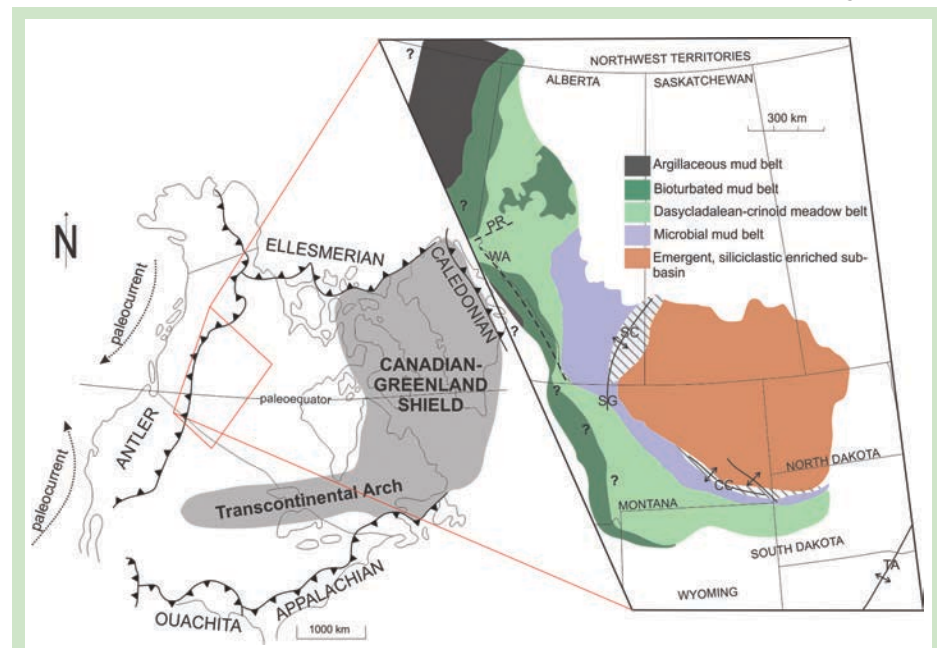 NORTHWEST TERRITORIES
ALBERTA
SASKATCHEWAN
300 km
Argillaceous mud belt
Bioturbated mud belt
Dasycladalean-crinoid meadow belt
Microbial mud belt
Emergent, siliciclastic enriched sub-
basin
?
?
?
?
?
?
PR
WA
SC
SG
CC
TA
MONTANA
NORTH DAKOTA
SOUTH DAKOTA
WYOMING
N
paleocurrent
paleocurrent
ELLESMERIAN
CALEDONIAN
CANADIAN-
GREENLAND
SHIELD
paleoequator
ANTLER
Transcontinental Arch
APPALACHIAN
OUACHITA
1000 km